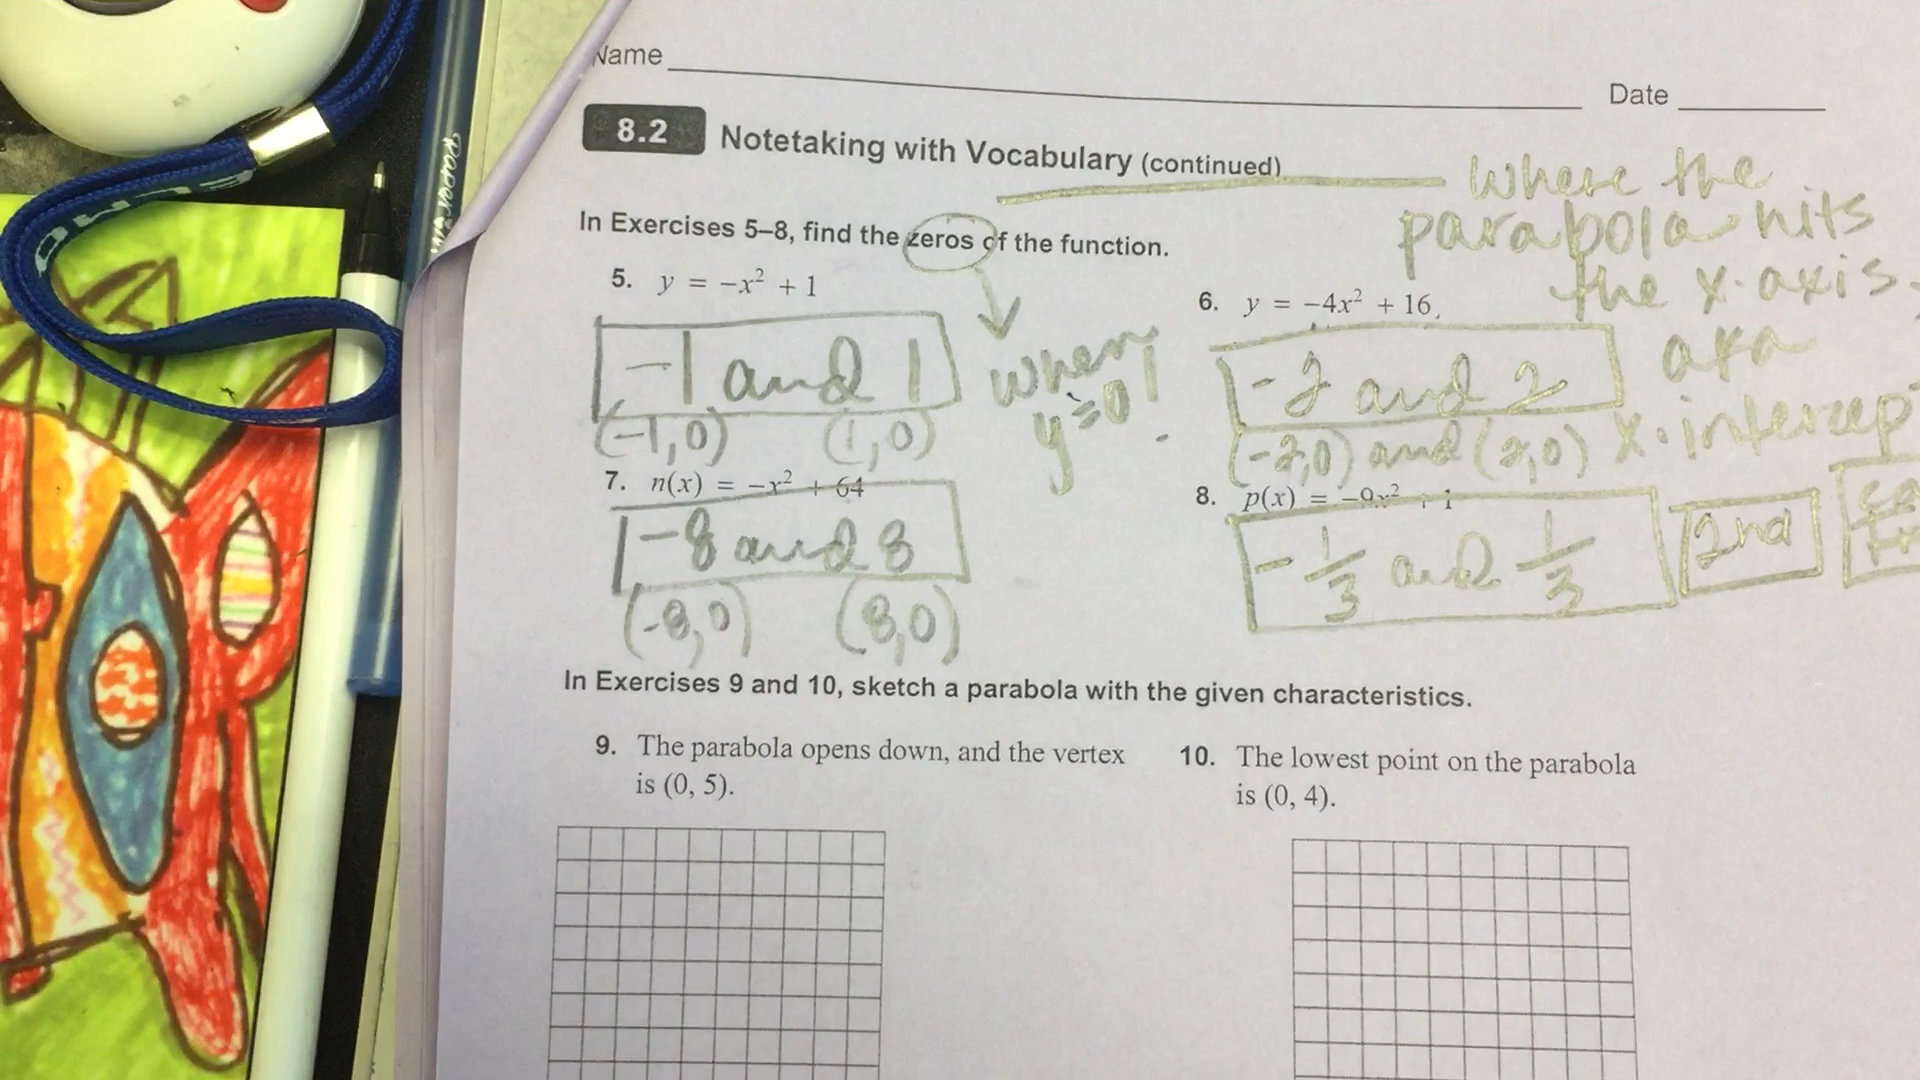 Name
Date
8.2 Notetaking with Vocabulary (continued)
where the
parabola hits
the x-axis.
aka
x-intercep
In Exercises 5–8, find the zeros of the function.
when
y=0!
5. y = −x² + 1
-1 and 1
(-1,0) (1,0)
6. y = −4x² + 16
-2 and 2
(-2,0) and (2,0)
7. n(x) = −x² + 64
-8 and 8
(-8,0) (8,0)
8. p(x) = −9x² + 1
-1/3 and 1/3
2nd
In Exercises 9 and 10, sketch a parabola with the given characteristics.
9. The parabola opens down, and the vertex
is (0, 5).
10. The lowest point on the parabola
is (0, 4).